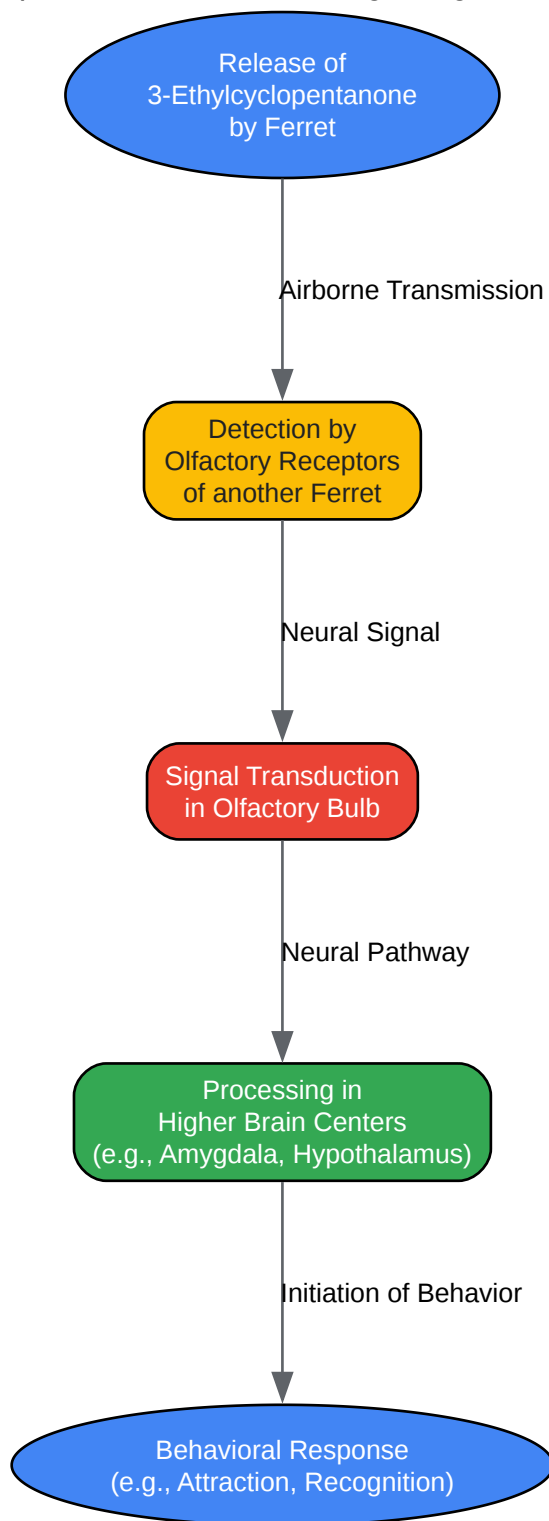 Release of
3-Ethylcyclopentanone
by Ferret
Airborne Transmission
Detection by
Olfactory Receptors
of another Ferret
Neural Signal
Signal Transduction
in Olfactory Bulb
Neural Pathway
Processing in
Higher Brain Centers
(e.g., Amygdala, Hypothalamus)
Initiation of Behavior
Behavioral Response
(e.g., Attraction, Recognition)